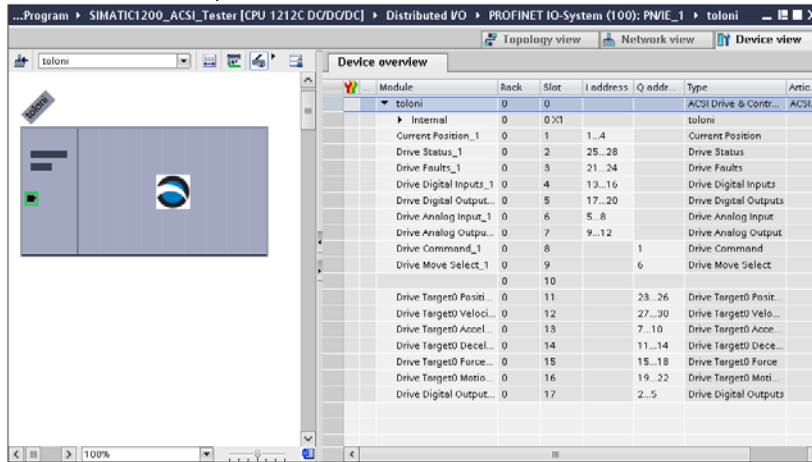 ...Program ▸ SIMATIC1200_ACSI_Tester [CPU 1212C DC/DC/DC] ▸ Distributed I/O ▸ PROFINET IO-System (100): PN/IE_1 ▸ toloni
Topology view Network view Device view
toloni
Device overview
... Module Rack Slot I address Q addr... Type Artic
toloni 0 0 ACSI Drive & Contr... ACSI
Internal 0 0 X1 toloni
Current Position_1 0 1 1...4 Current Position
Drive Status_1 0 2 25...28 Drive Status
Drive Faults_1 0 3 21...24 Drive Faults
Drive Digital Inputs_1 0 4 13...16 Drive Digital Inputs
Drive Digital Output... 0 5 17...20 Drive Digital Outputs
Drive Analog Input_1 0 6 5...8 Drive Analog Input
Drive Analog Outpu... 0 7 9...12 Drive Analog Output
Drive Command_1 0 8 1 Drive Command
Drive Move Select_1 0 9 6 Drive Move Select
0 10
Drive Target0 Positi... 0 11 23...26 Drive Target0 Posit...
Drive Target0 Veloci... 0 12 27...30 Drive Target0 Velo...
Drive Target0 Accel... 0 13 7...10 Drive Target0 Acce...
Drive Target0 Decel... 0 14 11...14 Drive Target0 Dece...
Drive Target0 Force... 0 15 15...18 Drive Target0 Force
Drive Target0 Motio... 0 16 19...22 Drive Target0 Moti...
Drive Digital Output... 0 17 2...5 Drive Digital Outputs
toloni
100%